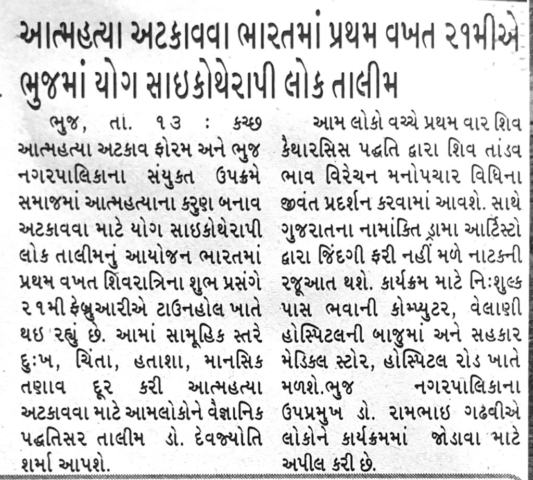 આત્મહત્યા અટકાવવા ભારતમાં પ્રથમ વખત ૨૧મીએ
ભુજમાં યોગ સાઇકોથેરાપી લોક તાલીમ
ભુજ, તા. ૧૩ : કચ્છ
આત્મહત્યા અટકાવ ફોરમ અને ભુજ
નગરપાલિકાના સંયુક્ત ઉપક્રમે
સમાજમાં આત્મહત્યાના કરુણ બનાવ
અટકાવવા માટે યોગ સાઇકોથેરાપી
લોક તાલીમનું આયોજન ભારતમાં
પ્રથમ વખત શિવરાત્રિના શુભ પ્રસંગે
૨૧મી ફેબ્રુઆરીએ ટાઉનહોલ ખાતે
થઇ રહ્યું છે. આમાં સામૂહિક સ્તરે
દુઃખ, ચિંતા, હતાશા, માનસિક
તણાવ દૂર કરી આત્મહત્યા
અટકાવવા માટે આમલોકોને વૈજ્ઞાનિક
પદ્ધતિસર તાલીમ ડો. દેવજ્યોતિ
શર્મા આપશે.
આમ લોકો વચ્ચે પ્રથમ વાર શિવ
કૈથારસિસ પદ્ધતિ દ્વારા શિવ તાંડવ
ભાવ વિરેચન મનોપચાર વિધિના
જીવંત પ્રદર્શન કરવામાં આવશે. સાથે
ગુજરાતના નામાંકિત ડ્રામા આર્ટિસ્ટો
દ્વારા જિંદગી ફરી નહીં મળે નાટકની
રજૂઆત થશે. કાર્યક્રમ માટે નિઃશુલ્ક
પાસ ભવાની કોમ્પ્યુટર, વેલાણી
હોસ્પિટલની બાજુમાં અને સહકાર
મેડિકલ સ્ટોર, હોસ્પિટલ રોડ ખાતે
મળશે.ભુજ નગરપાલિકાના
ઉપપ્રમુખ ડો. રામભાઇ ગઢવીએ
લોકોને કાર્યક્રમમાં જોડાવા માટે
અપીલ કરી છે.